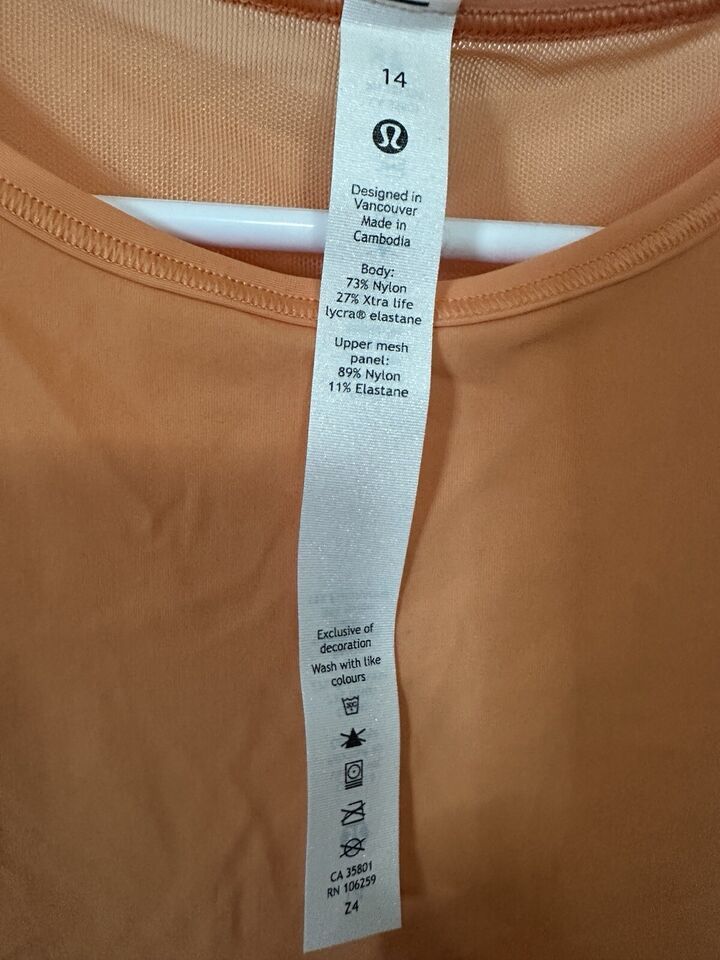 14
Designed in
Vancouver
Made in
Cambodia
Body:
73% Nylon
27% Xtra life
lycra® elastane
Upper mesh
panel:
89% Nylon
11% Elastane
Exclusive of
decoration
Wash with like
colours
30C
CA 35801
RN 106259
Z4